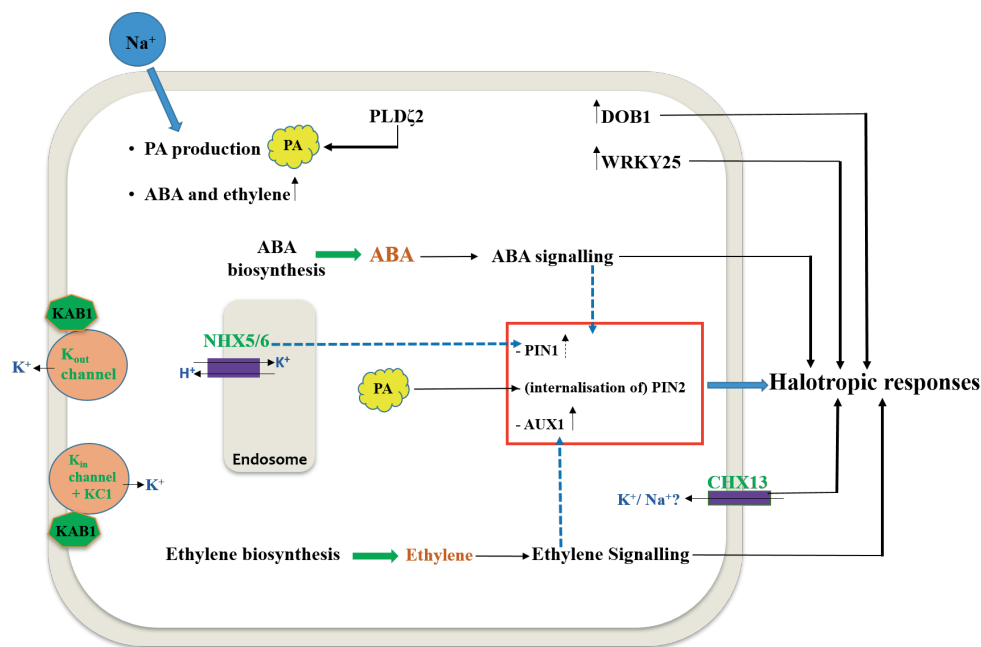 Na⁺
PLDζ2
• PA production
PA
• ABA and ethylene
DOB1
WRKY25
ABA
biosynthesis
ABA
ABA signalling
KAB1
K_out
channel
K⁺
NHX5/6
H⁺
K⁺
Endosome
- PIN1
PA
(internalisation of) PIN2
- AUX1
Halotropic responses
K_in
channel
+ KC1
K⁺
KAB1
CHX13
K⁺/ Na⁺?
Ethylene biosynthesis
Ethylene
Ethylene Signalling